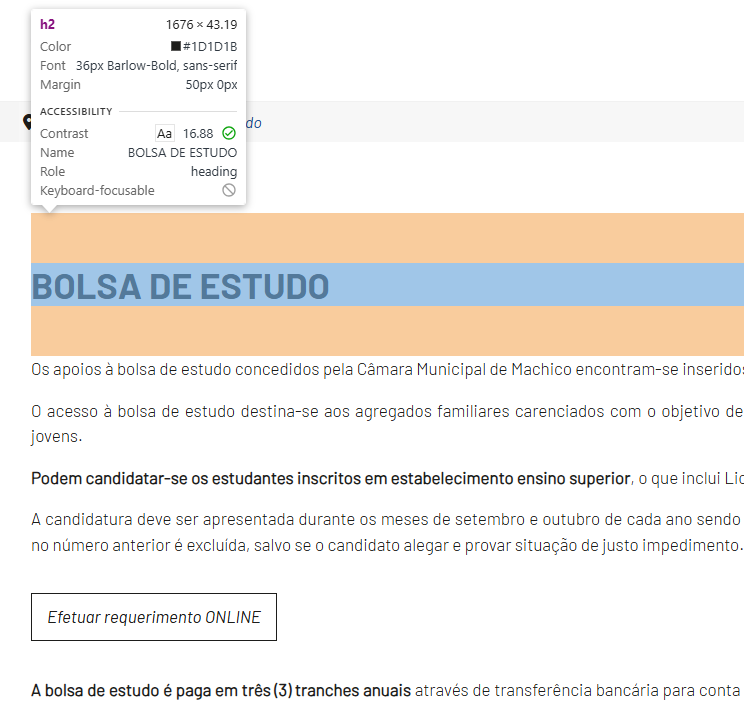 h2 1676 × 43.19
Color #1D1D1B
Font 36px Barlow-Bold, sans-serif
Margin 50px 0px
ACCESSIBILITY
Contrast Aa 16.88
Name BOLSA DE ESTUDO
Role heading
Keyboard-focusable
do
BOLSA DE ESTUDO
Os apoios à bolsa de estudo concedidos pela Câmara Municipal de Machico encontram-se inseridos
O acesso à bolsa de estudo destina-se aos agregados familiares carenciados com o objetivo de
jovens.
Podem candidatar-se os estudantes inscritos em estabelecimento ensino superior, o que inclui Lic
A candidatura deve ser apresentada durante os meses de setembro e outubro de cada ano sendo
no número anterior é excluída, salvo se o candidato alegar e provar situação de justo impedimento.
Efetuar requerimento ONLINE
A bolsa de estudo é paga em três (3) tranches anuais através de transferência bancária para conta